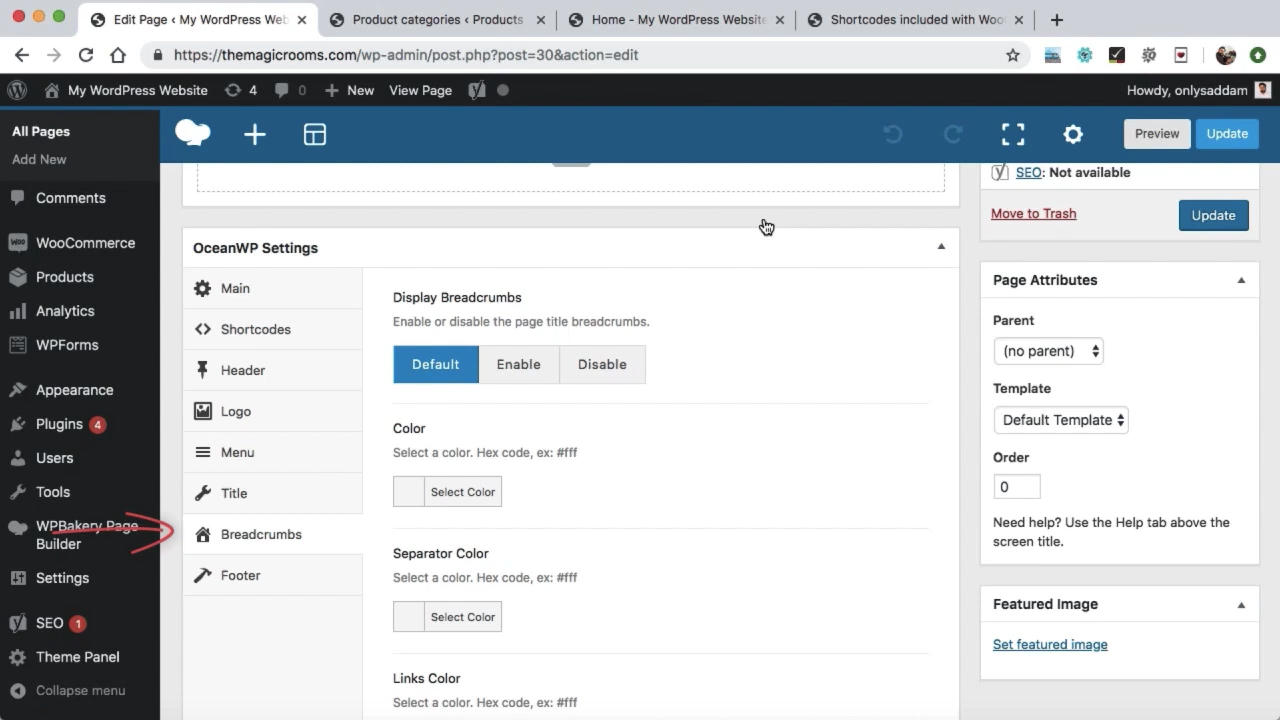 Edit Page ‹ My WordPress Web
Product categories ‹ Products
Home - My WordPress Website
Shortcodes included with Woo
https://themagicrooms.com/wp-admin/post.php?post=30&action=edit
My WordPress Website
4
0
New
View Page
Howdy, onlysaddam
All Pages
Add New
Comments
WooCommerce
Products
Analytics
WPForms
Appearance
Plugins 4
Users
Tools
WPBakery Page
Builder
Settings
SEO 1
Theme Panel
Collapse menu
Preview
Update
OceanWP Settings
Main
Shortcodes
Header
Logo
Menu
Title
Breadcrumbs
Footer
Display Breadcrumbs
Enable or disable the page title breadcrumbs.
Default
Enable
Disable
Color
Select a color. Hex code, ex: #fff
Select Color
Separator Color
Select a color. Hex code, ex: #fff
Select Color
Links Color
Select a color. Hex code, ex: #fff
SEO: Not available
Move to Trash
Update
Page Attributes
Parent
(no parent)
Template
Default Template
Order
0
Need help? Use the Help tab above the
screen title.
Featured Image
Set featured image